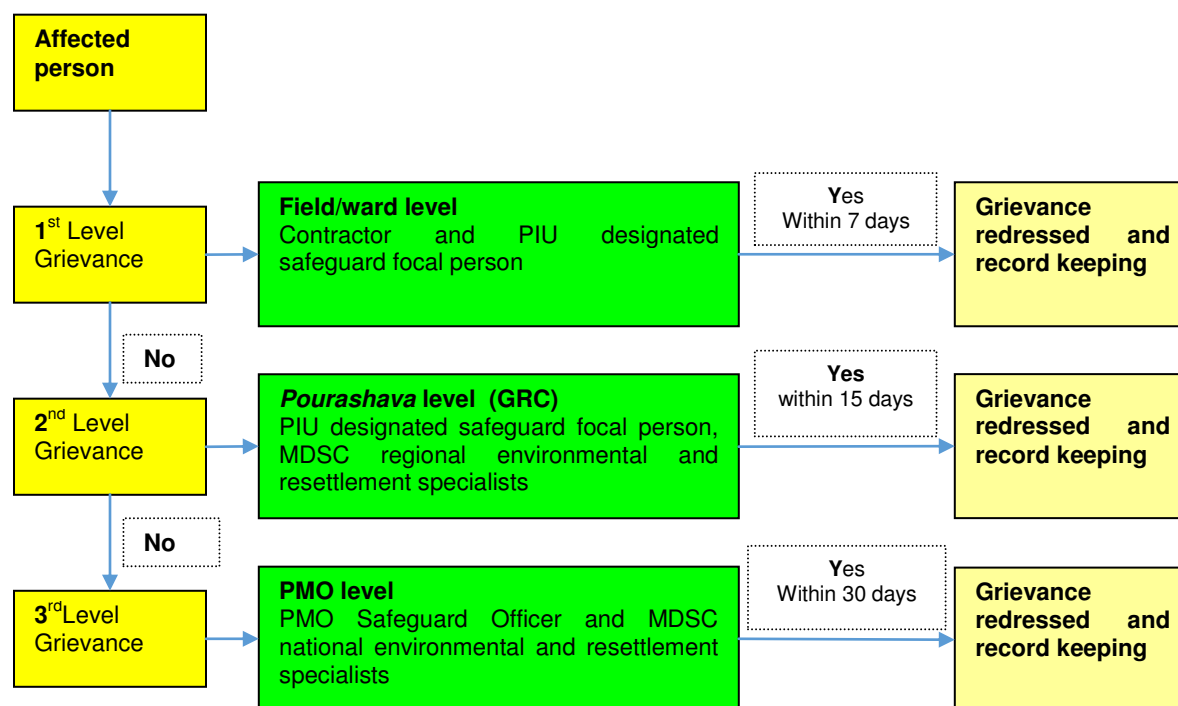 Affected
person
1st Level
Grievance
Field/ward level
Contractor and PIU designated
safeguard focal person
Yes
Within 7 days
Grievance
redressed and
record keeping
No
2nd Level
Grievance
Pourashava level (GRC)
PIU designated safeguard focal person,
MDSC regional environmental and
resettlement specialists
Yes
within 15 days
Grievance
redressed and
record keeping
No
3rdLevel
Grievance
PMO level
PMO Safeguard Officer and MDSC
national environmental and resettlement
specialists
Yes
Within 30 days
Grievance
redressed and
record keeping